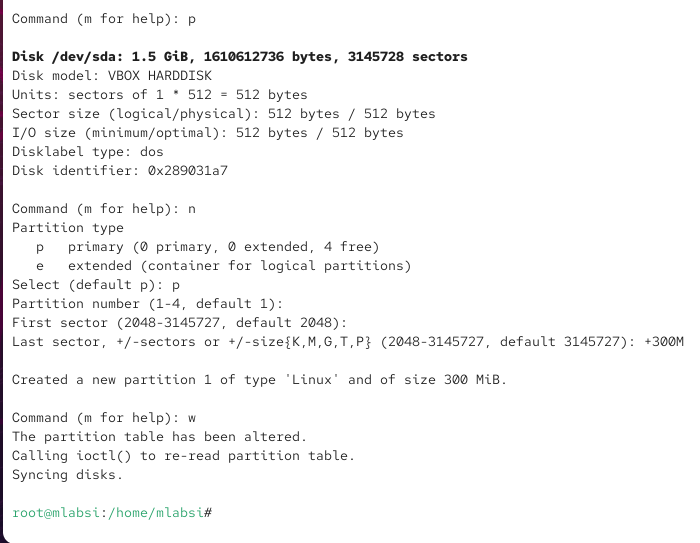 Command (m for help): p
Disk /dev/sda: 1.5 GiB, 1610612736 bytes, 3145728 sectors
Disk model: VBOX HARDDISK
Units: sectors of 1 * 512 = 512 bytes
Sector size (logical/physical): 512 bytes / 512 bytes
I/O size (minimum/optimal): 512 bytes / 512 bytes
Disklabel type: dos
Disk identifier: 0x289031a7
Command (m for help): n
Partition type
   p   primary (0 primary, 0 extended, 4 free)
   e   extended (container for logical partitions)
Select (default p): p
Partition number (1-4, default 1):
First sector (2048-3145727, default 2048):
Last sector, +/-sectors or +/-size{K,M,G,T,P} (2048-3145727, default 3145727): +300M
Created a new partition 1 of type 'Linux' and of size 300 MiB.
Command (m for help): w
The partition table has been altered.
Calling ioctl() to re-read partition table.
Syncing disks.
root@mlabsi:/home/mlabsi#